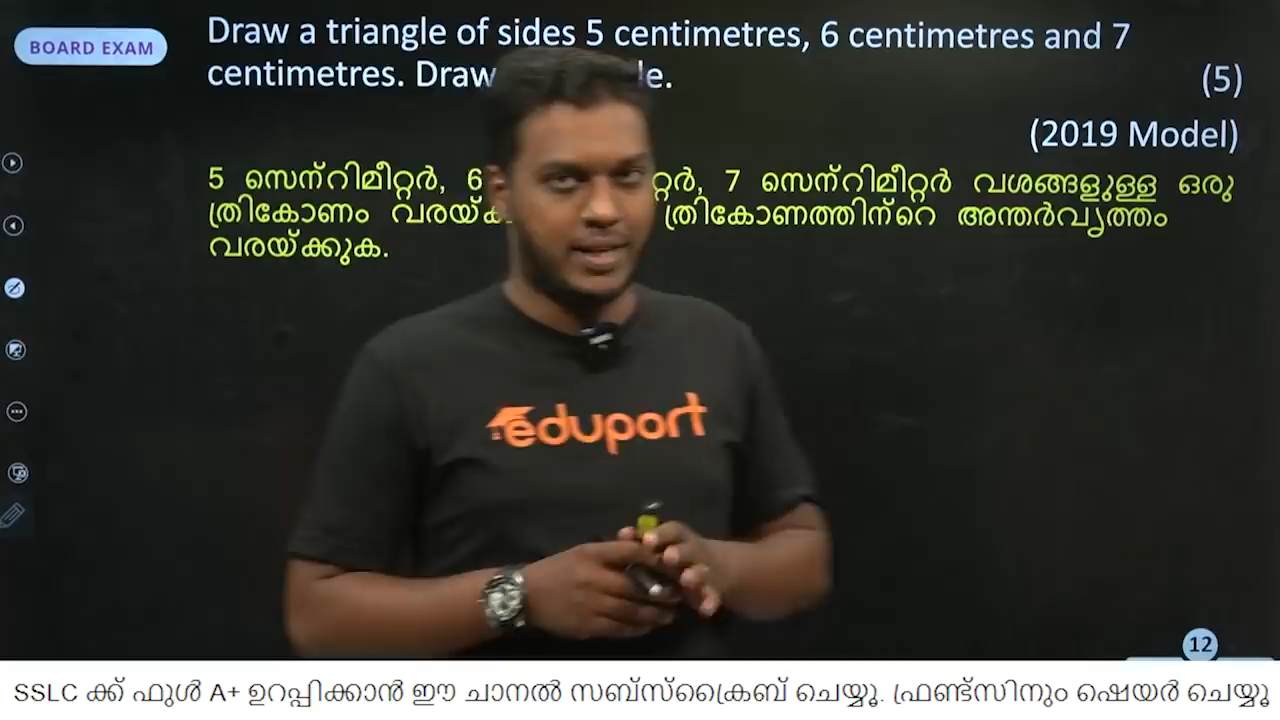 BOARD EXAM
Draw a triangle of sides 5 centimetres, 6 centimetres and 7
centimetres. Draw
(5)
(2019 Model)
5 സെന്റിമീറ്റർ, 6 റ്റർ, 7 സെന്റിമീറ്റർ വശങ്ങളുള്ള ഒരു
ത്രികോണം ത്രികോണത്തിന്റെ അന്തർവൃത്തം
വരയ്ക്കുക.
eduport
12
SSLC ക്ക് ഫുൾ A+ ഉറപ്പിക്കാൻ ഈ ചാനൽ സബ്സ്ക്രൈബ് ചെയ്യൂ. ഫ്രണ്ട്സിനും ഷെയർ ചെയ്യൂ